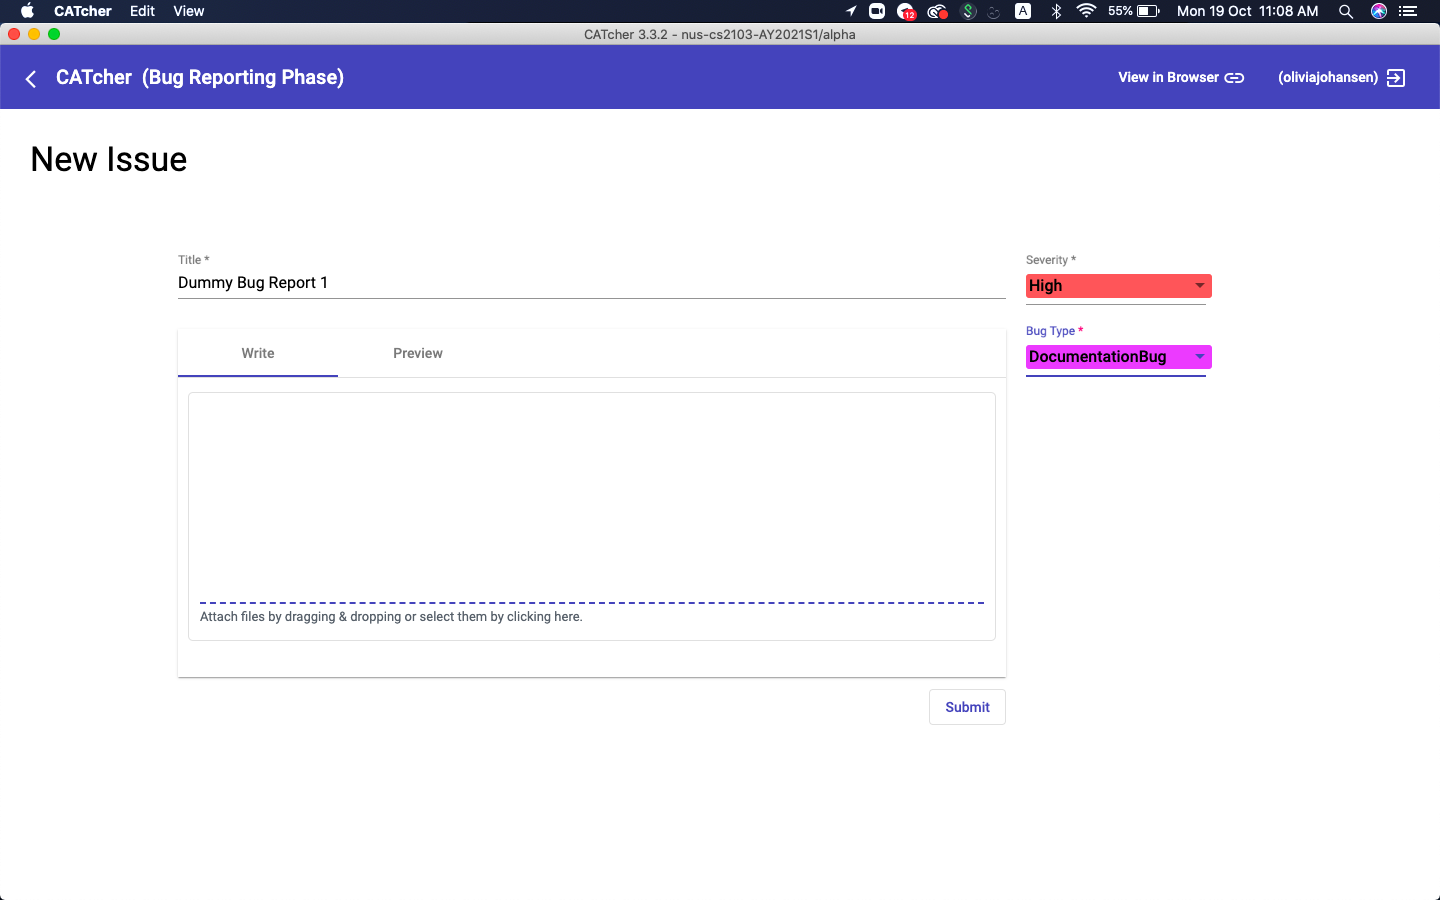 CATcher Edit View 12 A 55% Mon 19 Oct 11:08 AM
CATcher 3.3.2 - nus-cs2103-AY2021S1/alpha
CATcher (Bug Reporting Phase) View in Browser (oliviajohansen)
New Issue
Title * Severity *
Dummy Bug Report 1 High
Bug Type *
Write Preview DocumentationBug
Attach files by dragging & dropping or select them by clicking here.
Submit